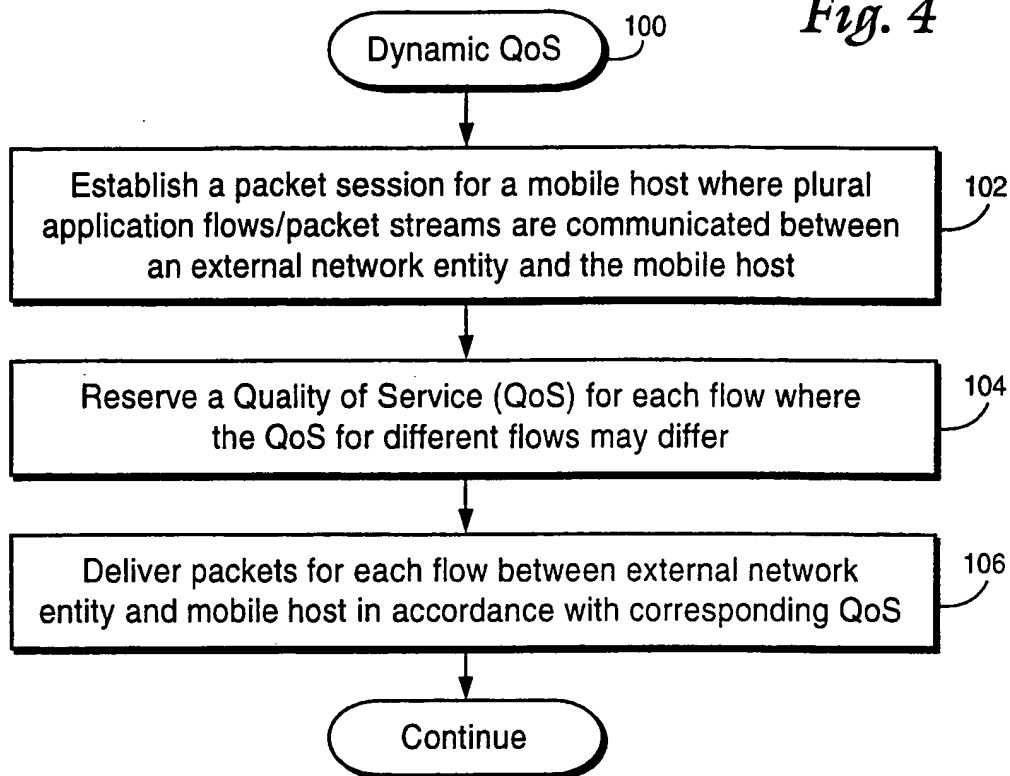 Fig. 4
Dynamic QoS
100
Establish a packet session for a mobile host where plural
application flows/packet streams are communicated between
an external network entity and the mobile host
102
Reserve a Quality of Service (QoS) for each flow where
the QoS for different flows may differ
104
Deliver packets for each flow between external network
entity and mobile host in accordance with corresponding QoS
106
Continue